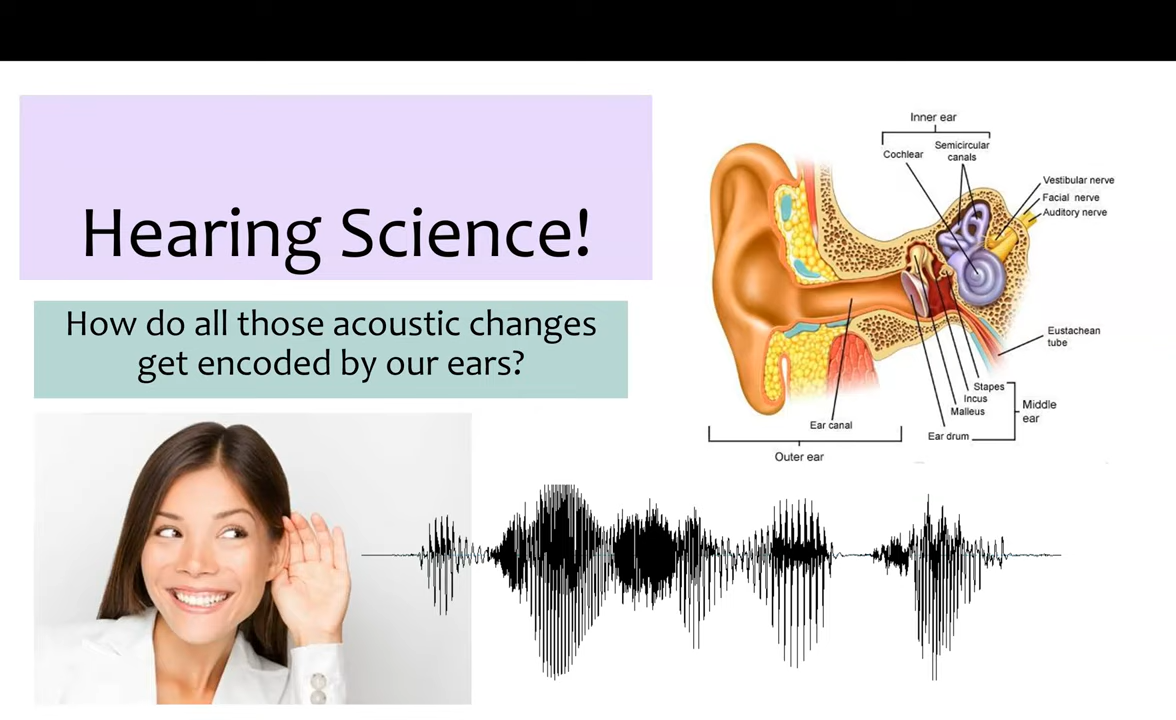 Hearing Science!
How do all those acoustic changes
get encoded by our ears?
Inner ear
Cochlear
Semicircular
canals
Vestibular nerve
Facial nerve
Auditory nerve
Eustachean
tube
Stapes
Incus
Malleus
Ear drum
Middle
ear
Ear canal
Outer ear